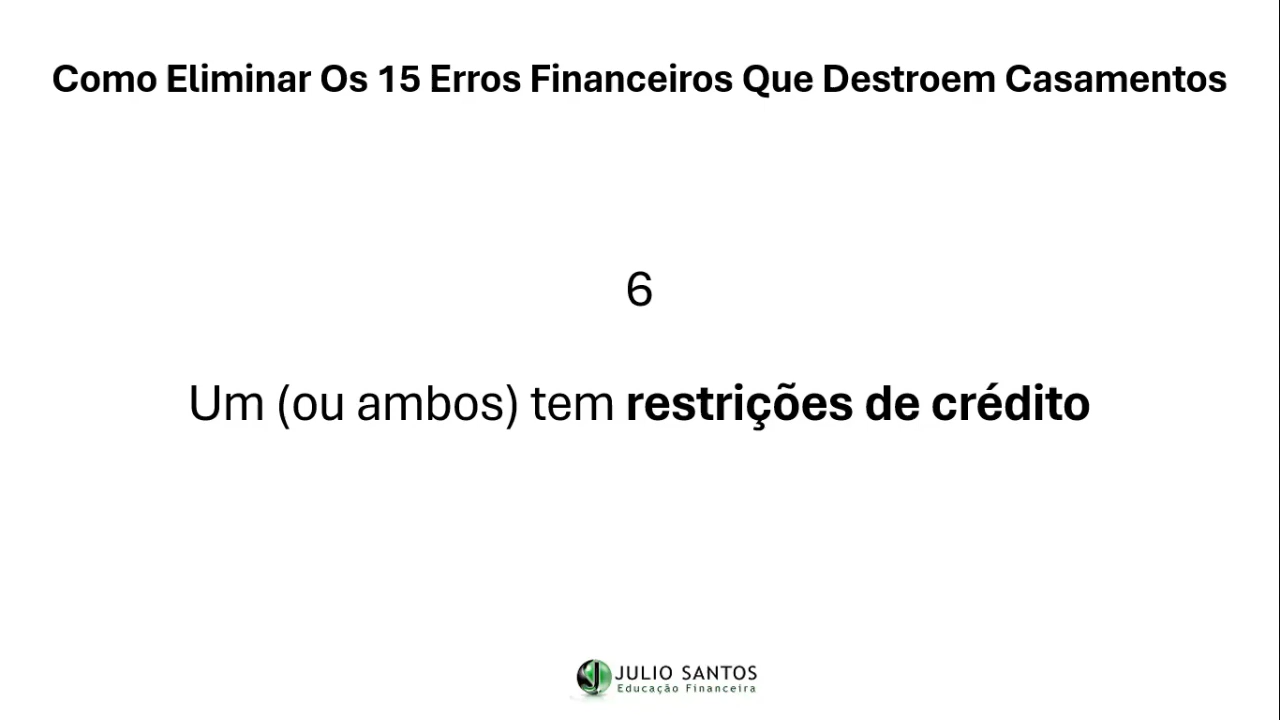 Como Eliminar Os 15 Erros Financeiros Que Destroem Casamentos
6
Um (ou ambos) tem restrições de crédito
SJ
JULIO SANTOS
Educação Financeira